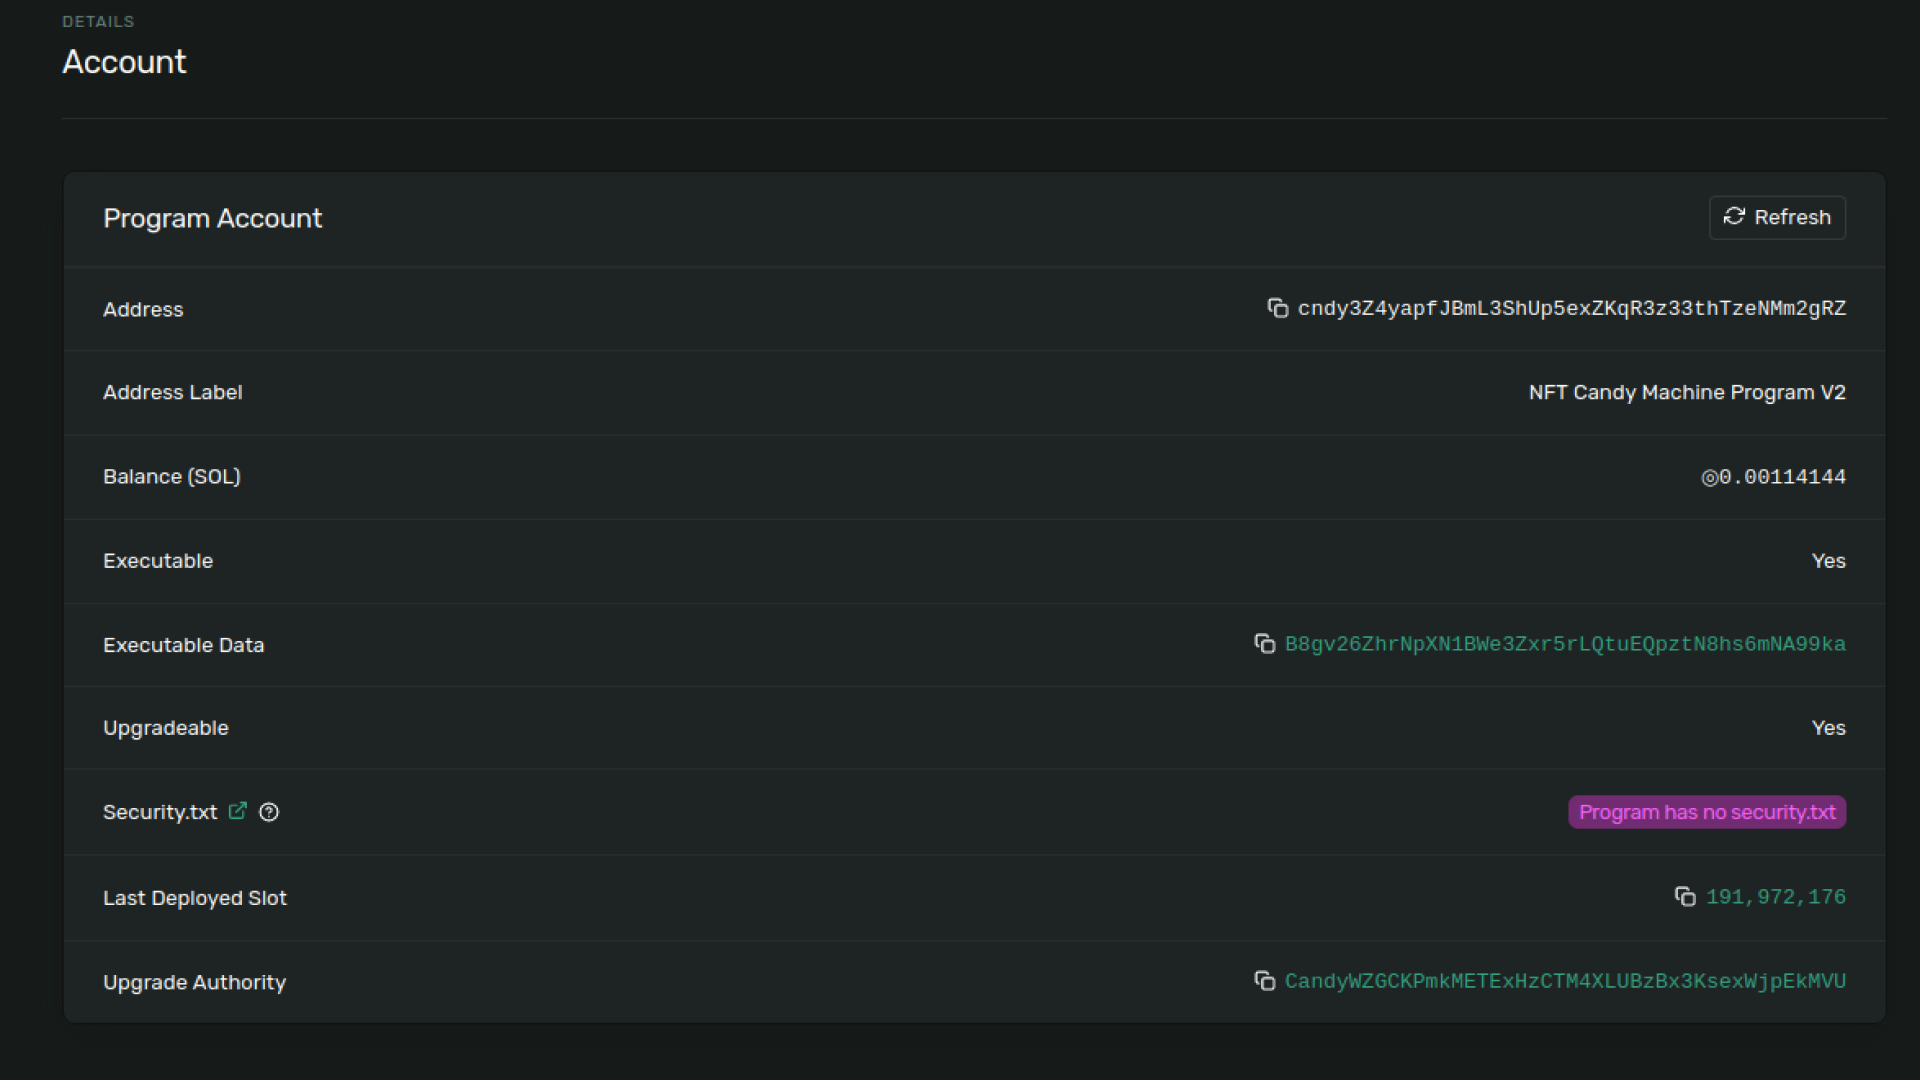 DETAILS
Account
Program Account
Refresh
Address
cndy3Z4yapfJBmL3ShUp5exZKqR3z33thTzeNMm2gRZ
Address Label
NFT Candy Machine Program V2
Balance (SOL)
◎0.00114144
Executable
Yes
Executable Data
B8gv26ZhrNpXN1BWe3Zxr5rLQtuEQpztN8hs6mNA99ka
Upgradeable
Yes
Security.txt
Program has no security.txt
Last Deployed Slot
191,972,176
Upgrade Authority
CandyWZGCKPmkMETExHzCTM4XLUBzBx3KsexWjpEkMVU